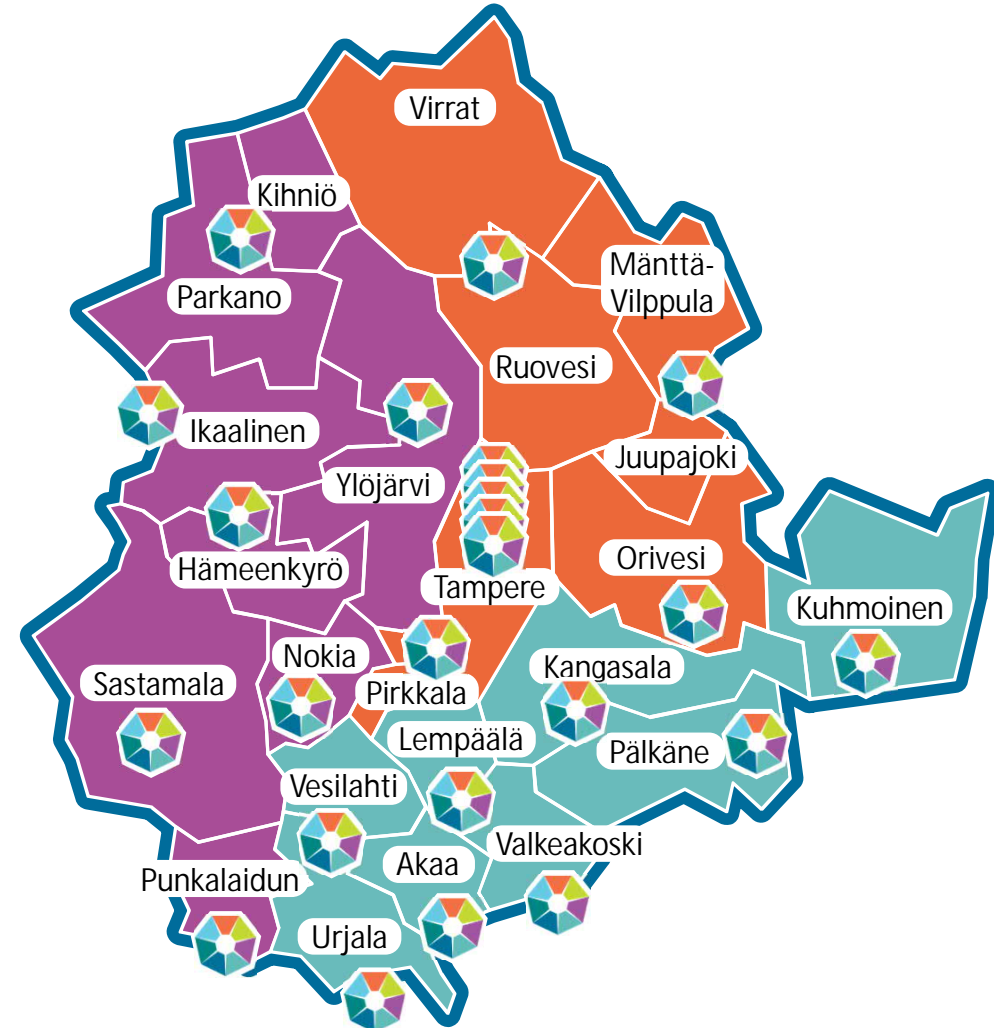 Virrat
Kihniö
Mänttä-
Vilppula
Parkano
Ruovesi
Ikaalinen
Juupajoki
Ylöjärvi
Orivesi
Hämeenkyrö
Tampere
Kuhmoinen
Nokia
Kangasala
Sastamala
Pirkkala
Lempäälä
Pälkäne
Vesilahti
Valkeakoski
Akaa
Punkalaidun
Urjala